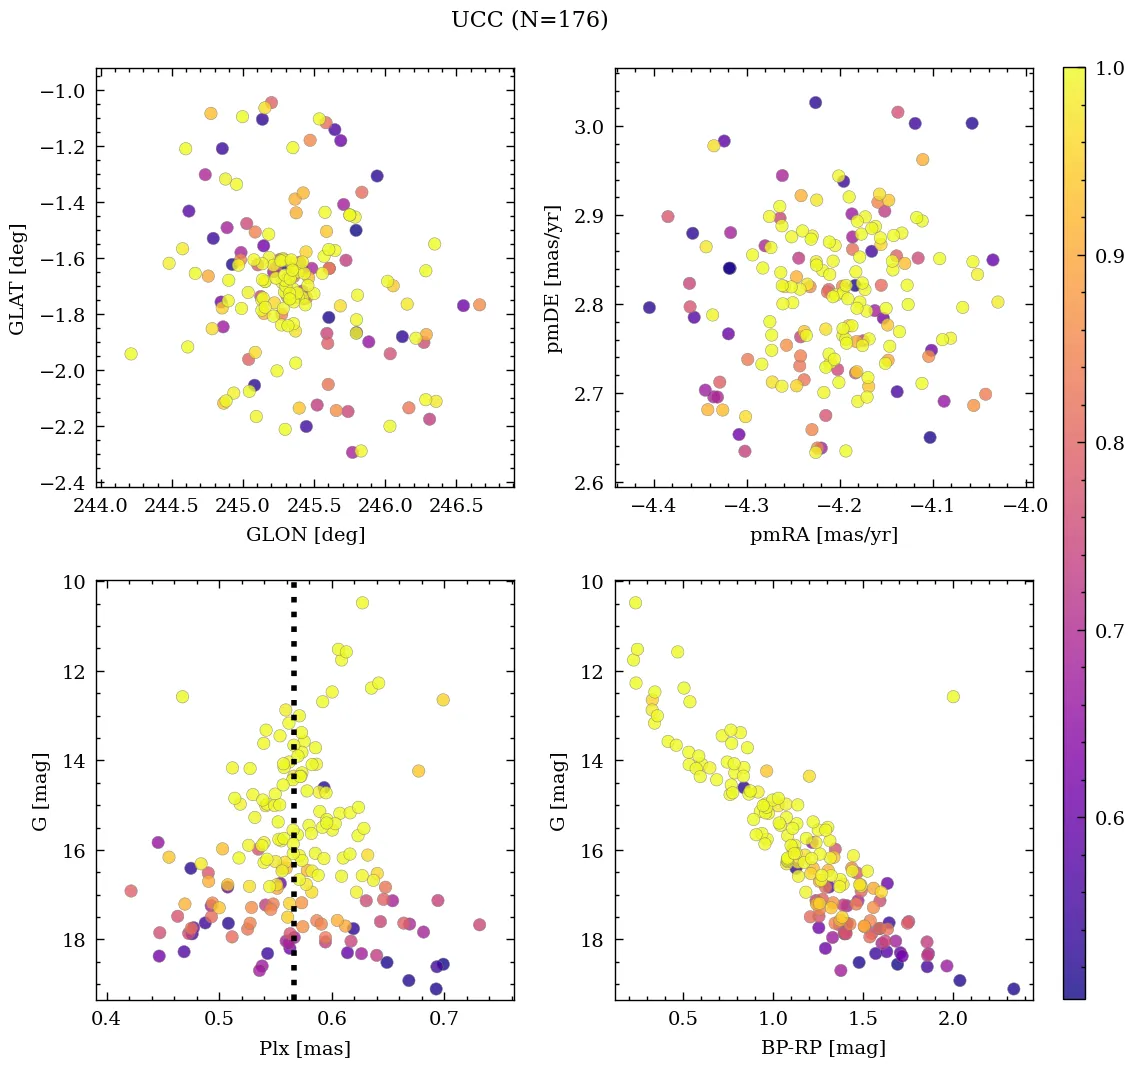 UCC (N=176)
−1.0
−1.2
−1.4
−1.6
−1.8
−2.0
−2.2
−2.4
GLAT [deg]
244.0 244.5 245.0 245.5 246.0 246.5
GLON [deg]
3.0
2.9
2.8
2.7
2.6
pmDE [mas/yr]
−4.4 −4.3 −4.2 −4.1 −4.0
pmRA [mas/yr]
10
12
14
16
18
G [mag]
0.4 0.5 0.6 0.7
Plx [mas]
10
12
14
16
18
G [mag]
0.5 1.0 1.5 2.0
BP-RP [mag]
1.0
0.9
0.8
0.7
0.6